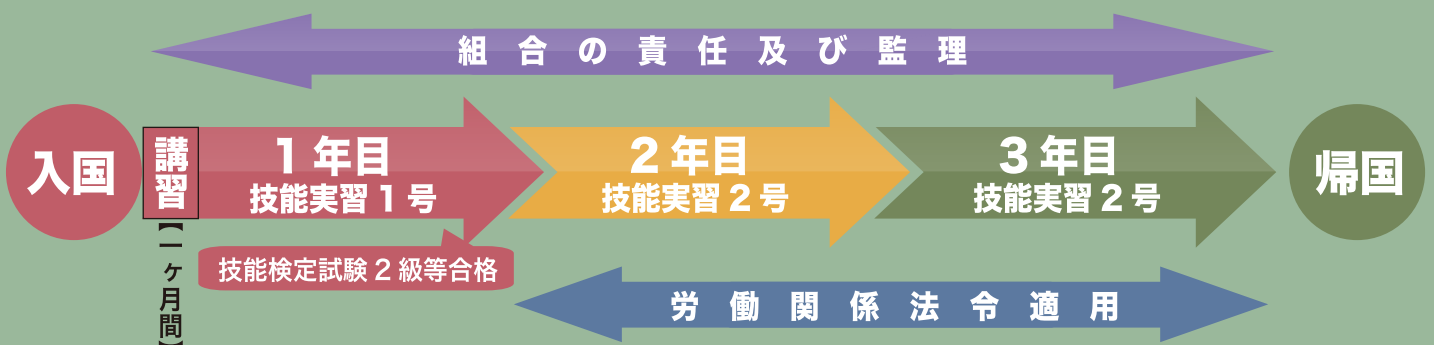 組合の責任及び監理
入国
講習
【一ヶ月間】
1年目
技能実習1号
技能検定試験2級等合格
2年目
技能実習2号
3年目
技能実習2号
帰国
労働関係法令適用